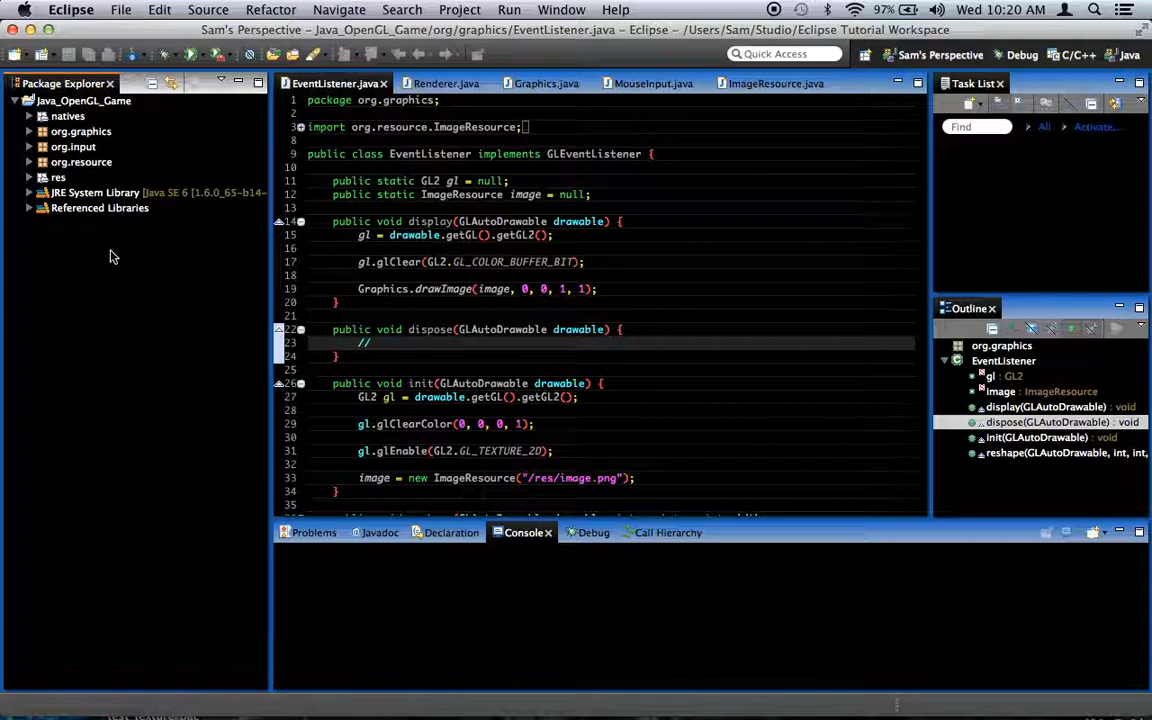 Eclipse File Edit Source Refactor Navigate Search Project Run Window Help 97% Wed 10:20 AM
Sam's Perspective - Java_OpenGL_Game/org/graphics/EventListener.java - Eclipse - /Users/Sam/Studio/Eclipse Tutorial Workspace
Quick Access Sam's Perspective Debug C/C++ Java
Package Explorer
Java_OpenGL_Game
natives
org.graphics
org.input
org.resource
res
JRE System Library [Java SE 6 [1.6.0_65-b14-
Referenced Libraries
EventListener.java Renderer.java Graphics.java MouseInput.java ImageResource.java
1 package org.graphics;
2
3 import org.resource.ImageResource;
9 public class EventListener implements GLEventListener {
10
11 public static GL2 gl = null;
12 public static ImageResource image = null;
13
14 public void display(GLAutoDrawable drawable) {
15 gl = drawable.getGL().getGL2();
16
17 gl.glClear(GL2.GL_COLOR_BUFFER_BIT);
18
19 Graphics.drawImage(image, 0, 0, 1, 1);
20 }
21
22 public void dispose(GLAutoDrawable drawable) {
23 //
24 }
25
26 public void init(GLAutoDrawable drawable) {
27 GL2 gl = drawable.getGL().getGL2();
28
29 gl.glClearColor(0, 0, 0, 1);
30
31 gl.glEnable(GL2.GL_TEXTURE_2D);
32
33 image = new ImageResource("/res/image.png");
34 }
35
Task List
Find All Activate...
Outline
org.graphics
EventListener
gl : GL2
image : ImageResource
display(GLAutoDrawable) : void
dispose(GLAutoDrawable) : void
init(GLAutoDrawable) : void
reshape(GLAutoDrawable, int, int,
Problems Javadoc Declaration Console Debug Call Hierarchy